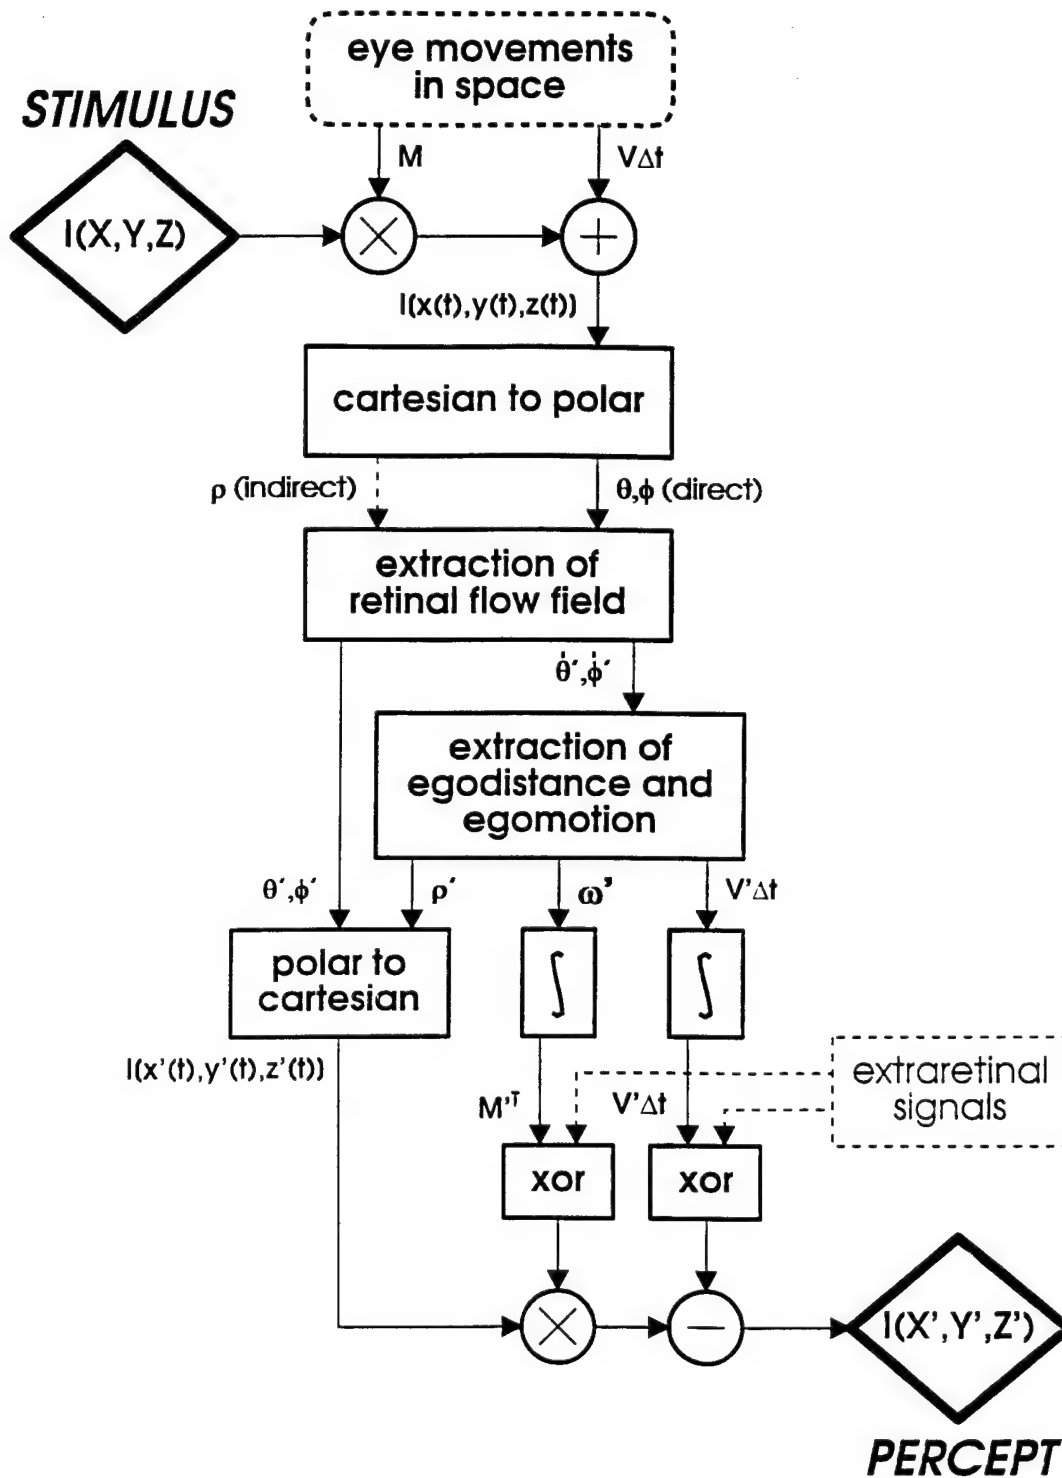 eye movements
in space
STIMULUS
M
VΔt
I(X,Y,Z)
×
+
I(x(t),y(t),z(t))
cartesian to polar
ρ (indirect)
θ,ϕ (direct)
extraction of
retinal flow field
θ̇′,ϕ̇′
extraction of
egodistance and
egomotion
θ′,ϕ′
ρ′
ω'
V'Δt
polar to
cartesian
∫
∫
I(x'(t),y'(t),z'(t))
extraretinal
signals
M'ᵀ
V'Δt
xor
xor
×
−
I(X',Y',Z')
PERCEPT